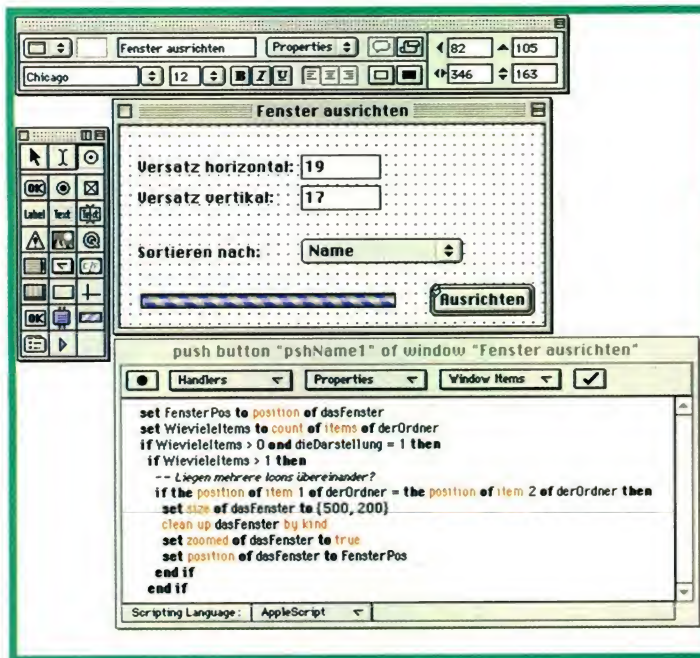 Fenster ausrichten Properties 82 105
Chicago 12 B I U 346 163
Fenster ausrichten
Versatz horizontal: 19
Versatz vertikal: 17
Sortieren nach: Name
Ausrichten
OK
Label Text Text
OK
push button "pshName1" of window "Fenster ausrichten"
Handlers Properties Window Items
set FensterPos to position of dasFenster
set WievieleItems to count of items of derOrdner
if WievieleItems > 0 and dieDarstellung = 1 then
if WievieleItems > 1 then
-- Liegen mehrere Icons übereinander?
if the position of item 1 of derOrdner = the position of item 2 of derOrdner then
set size of dasFenster to {500, 200}
clean up dasFenster by kind
set zoomed of dasFenster to true
set position of dasFenster to FensterPos
end if
end if
Scripting Language: AppleScript